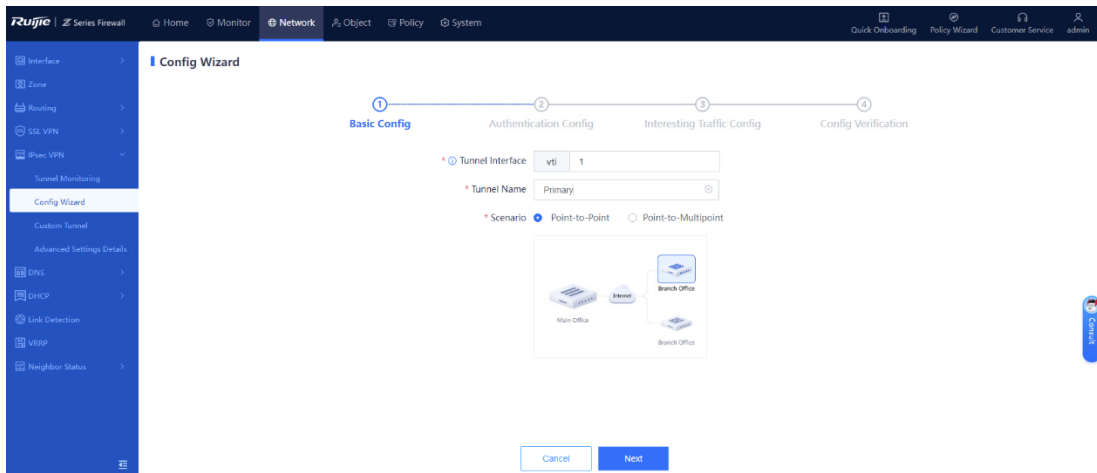 Ruijie | Z Series Firewall
Home Monitor Network Object Policy System
Quick Onboarding Policy Wizard Customer Service admin
Interface
Zone
Routing
SSL VPN
IPsec VPN
Tunnel Monitoring
Config Wizard
Custom Tunnel
Advanced Settings Details
DNS
DHCP
Link Detection
VRRP
Neighbor Status
Config Wizard
1 2 3 4
Basic Config Authentication Config Interesting Traffic Config Config Verification
* Tunnel Interface vti 1
* Tunnel Name Primary
* Scenario Point-to-Point Point-to-Multipoint
Branch Office
Internet
Main Office
Branch Office
Cancel Next
Consult